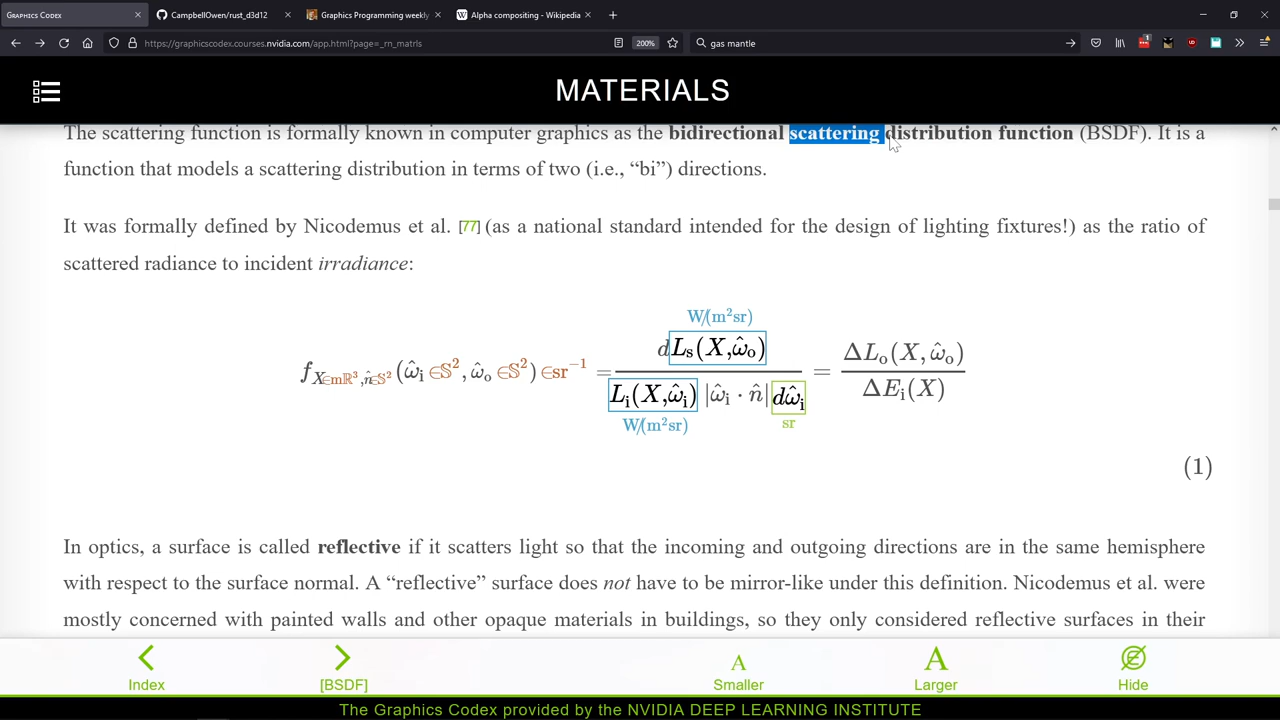 GRAPHICS CODEX
CampbellOwen/rust_d3d12
Graphics Programming weekly
Alpha compositing - Wikipedia
https://graphicscodex.courses.nvidia.com/app.html?page=_rn_matrls
200%
gas mantle
MATERIALS
The scattering function is formally known in computer graphics as the bidirectional scattering distribution function (BSDF). It is a
function that models a scattering distribution in terms of two (i.e., “bi”) directions.
It was formally defined by Nicodemus et al. [77] (as a national standard intended for the design of lighting fixtures!) as the ratio of
scattered radiance to incident irradiance:
W/(m²sr)
f_X∈mℝ³,n̂∈𝕊² (ω̂i ∈𝕊², ω̂o ∈𝕊²) ∈sr⁻¹ = dLs(X,ω̂o) / Li(X,ω̂i) |ω̂i · n̂| dω̂i = ΔLo(X, ω̂o) / ΔEi(X)
W/(m²sr) sr
(1)
In optics, a surface is called reflective if it scatters light so that the incoming and outgoing directions are in the same hemisphere
with respect to the surface normal. A “reflective” surface does not have to be mirror-like under this definition. Nicodemus et al. were
mostly concerned with painted walls and other opaque materials in buildings, so they only considered reflective surfaces in their
A A
Index [BSDF] Smaller Larger Hide
The Graphics Codex provided by the NVIDIA DEEP LEARNING INSTITUTE